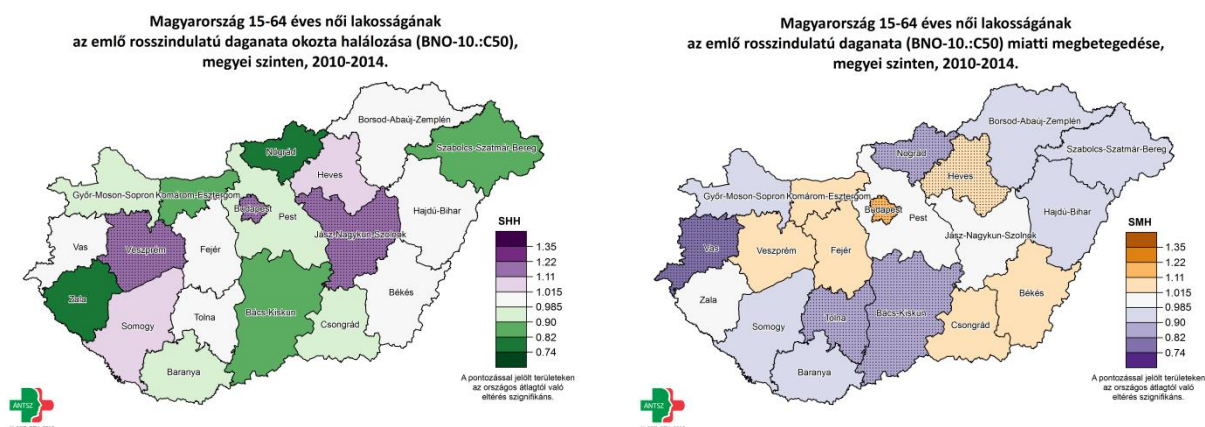 Magyarország 15-64 éves női lakosságának
az emlő rosszindulatú daganata okozta halálozása (BNO-10.:C50),
megyei szinten, 2010-2014.
Borsod-Abaúj-Zemplén
Szabolcs-Szatmár-Bereg
Nógrád
Heves
Győr-Moson-Sopron
Komárom-Esztergom
Hajdú-Bihar
Budapest
Pest
Jász-Nagykun-Szolnok
Vas
Veszprém
Fejér
Békés
Zala
Tolna
Bács-Kiskun
Somogy
Csongrád
Baranya
SHH
1.35
1.22
1.11
1.015
0.985
0.90
0.82
0.74
A pontozással jelölt területeken
az országos átlagtól való
eltérés szignifikáns.
ÁNTSZ
Magyarország 15-64 éves női lakosságának
az emlő rosszindulatú daganata (BNO-10.:C50) miatti megbetegedése,
megyei szinten, 2010-2014.
Borsod-Abaúj-Zemplén
Szabolcs-Szatmár-Bereg
Nógrád
Heves
Győr-Moson-Sopron
Komárom-Esztergom
Hajdú-Bihar
Budapest
Pest
Jász-Nagykun-Szolnok
Vas
Veszprém
Fejér
Békés
Zala
Tolna
Bács-Kiskun
Csongrád
Somogy
Baranya
SMH
1.35
1.22
1.11
1.015
0.985
0.90
0.82
0.74
A pontozással jelölt területeken
az országos átlagtól való
eltérés szignifikáns.
ÁNTSZ